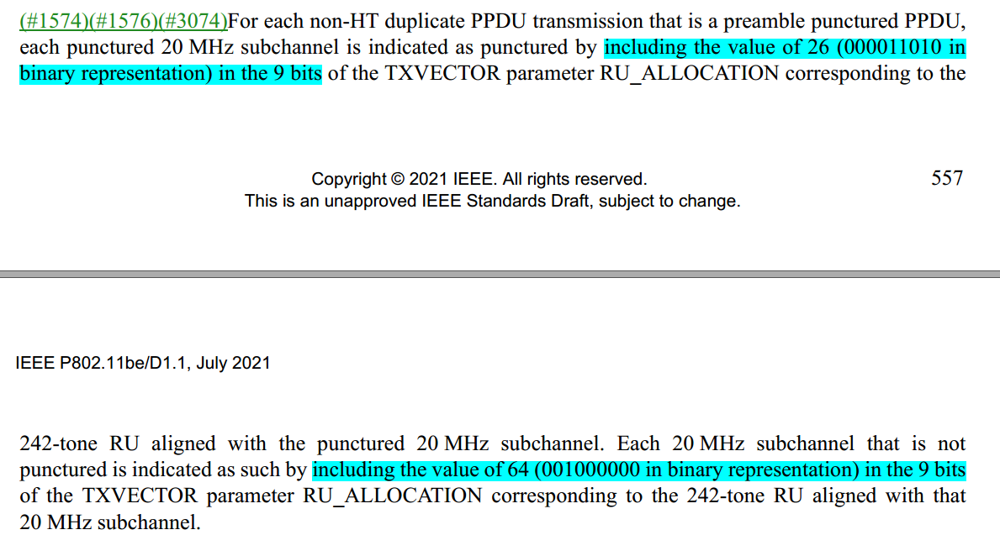 (#1574)(#1576)(#3074)For each non-HT duplicate PPDU transmission that is a preamble punctured PPDU,
each punctured 20 MHz subchannel is indicated as punctured by including the value of 26 (000011010 in
binary representation) in the 9 bits of the TXVECTOR parameter RU_ALLOCATION corresponding to the
Copyright © 2021 IEEE. All rights reserved.
557
This is an unapproved IEEE Standards Draft, subject to change.
IEEE P802.11be/D1.1, July 2021
242-tone RU aligned with the punctured 20 MHz subchannel. Each 20 MHz subchannel that is not
punctured is indicated as such by including the value of 64 (001000000 in binary representation) in the 9 bits
of the TXVECTOR parameter RU_ALLOCATION corresponding to the 242-tone RU aligned with that
20 MHz subchannel.